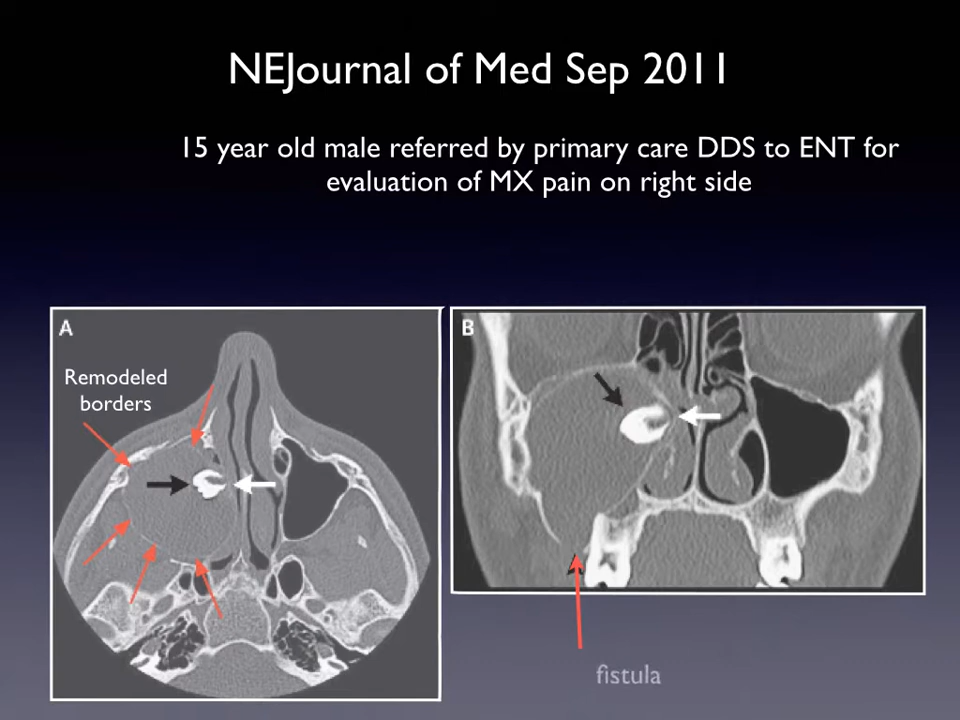 NEJournal of Med Sep 2011
15 year old male referred by primary care DDS to ENT for
evaluation of MX pain on right side
A
Remodeled
borders
B
fistula